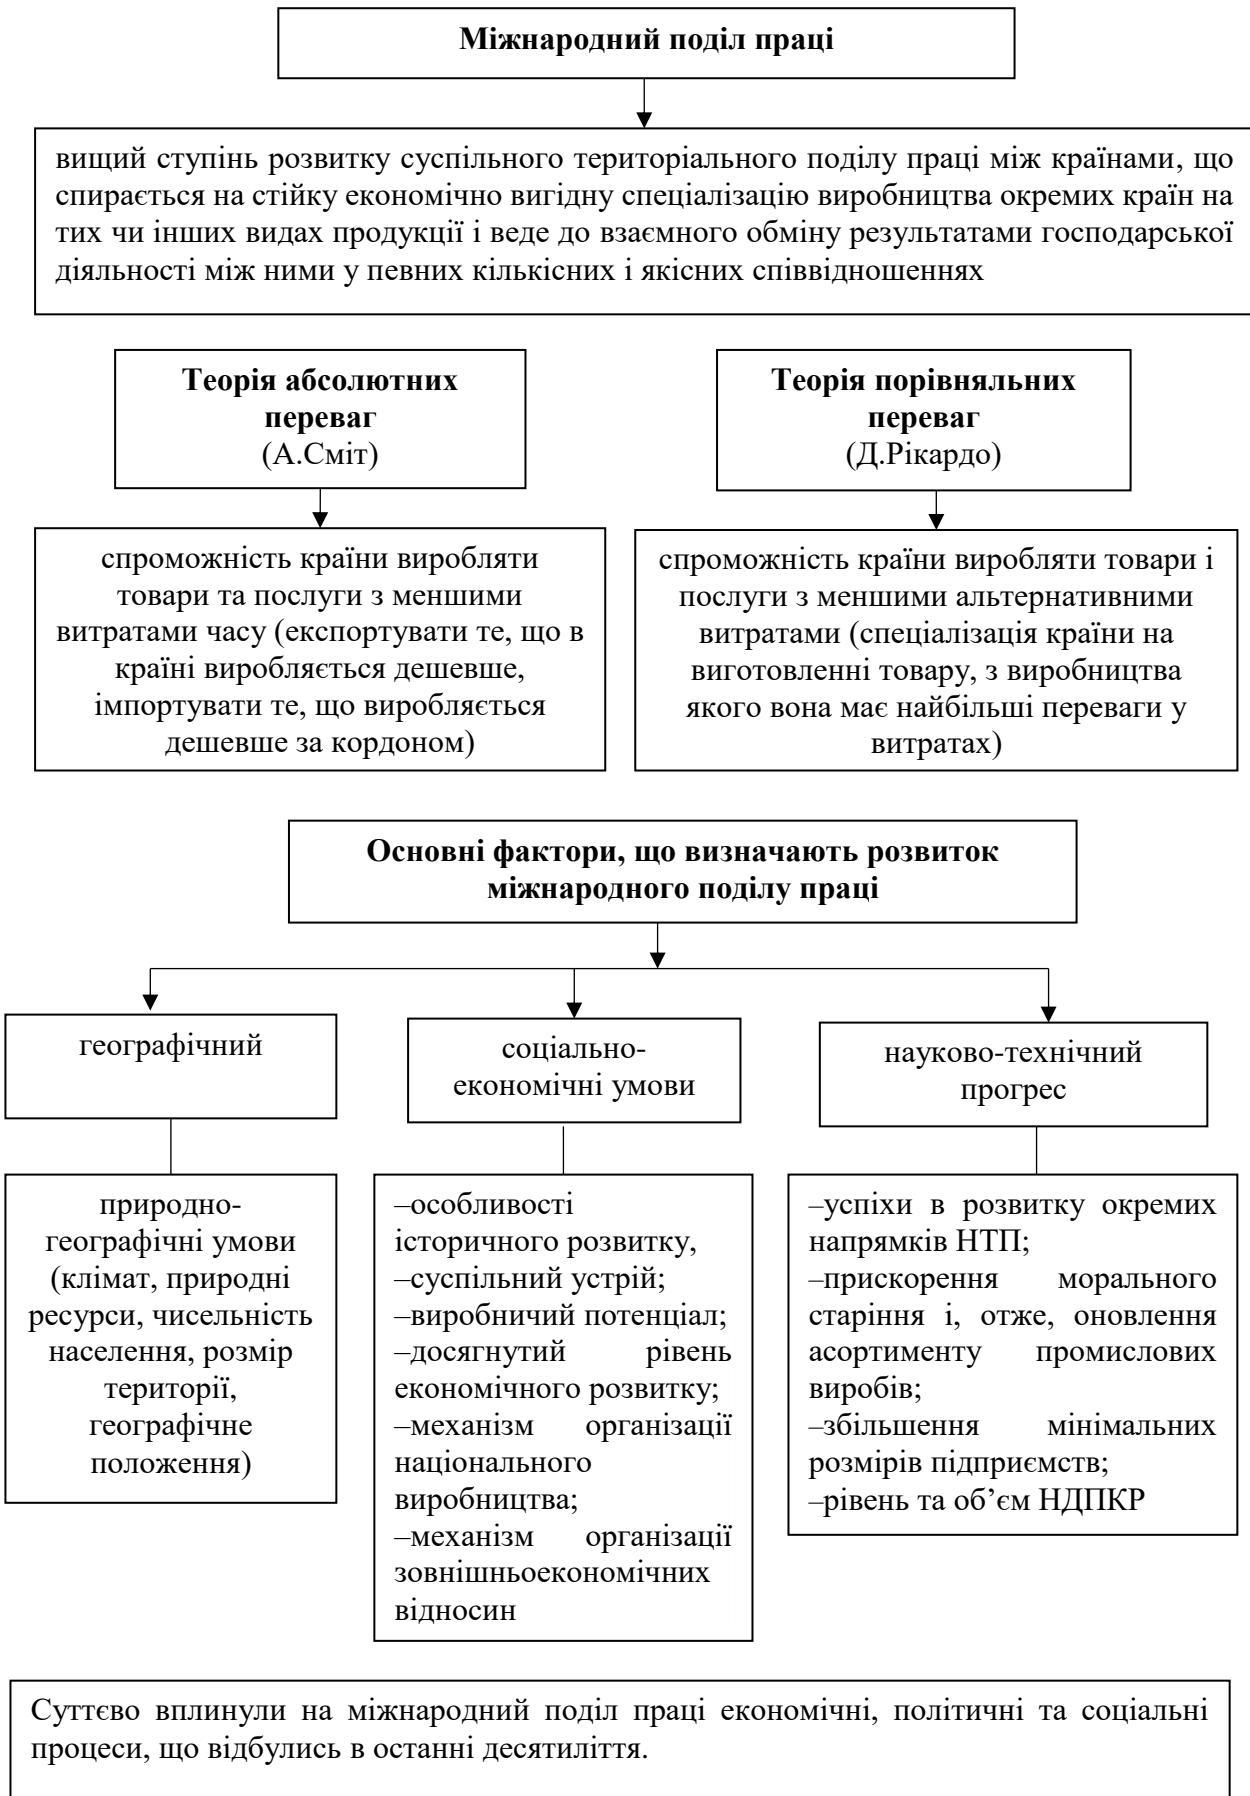 Міжнародний поділ праці
вищий ступінь розвитку суспільного територіального поділу праці між країнами, що
спирається на стійку економічно вигідну спеціалізацію виробництва окремих країн на
тих чи інших видах продукції і веде до взаємного обміну результатами господарської
діяльності між ними у певних кількісних і якісних співвідношеннях
Теорія абсолютних
переваг
(А.Сміт)
Теорія порівняльних
переваг
(Д.Рікардо)
спроможність країни виробляти
товари та послуги з меншими
витратами часу (експортувати те, що в
країні виробляється дешевше,
імпортувати те, що виробляється
дешевше за кордоном)
спроможність країни виробляти товари і
послуги з меншими альтернативними
витратами (спеціалізація країни на
виготовленні товару, з виробництва
якого вона має найбільші переваги у
витратах)
Основні фактори, що визначають розвиток
міжнародного поділу праці
географічний
соціально-
економічні умови
науково-технічний
прогрес
природно-
географічні умови
(клімат, природні
ресурси, чисельність
населення, розмір
території,
географічне
положення)
–особливості
історичного розвитку,
–суспільний устрій;
–виробничий потенціал;
–досягнутий рівень
економічного розвитку;
–механізм організації
національного
виробництва;
–механізм організації
зовнішньоекономічних
відносин
–успіхи в розвитку окремих
напрямків НТП;
–прискорення морального
старіння і, отже, оновлення
асортименту промислових
виробів;
–збільшення мінімальних
розмірів підприємств;
–рівень та об’єм НДПКР
Суттєво вплинули на міжнародний поділ праці економічні, політичні та соціальні
процеси, що відбулись в останні десятиліття.